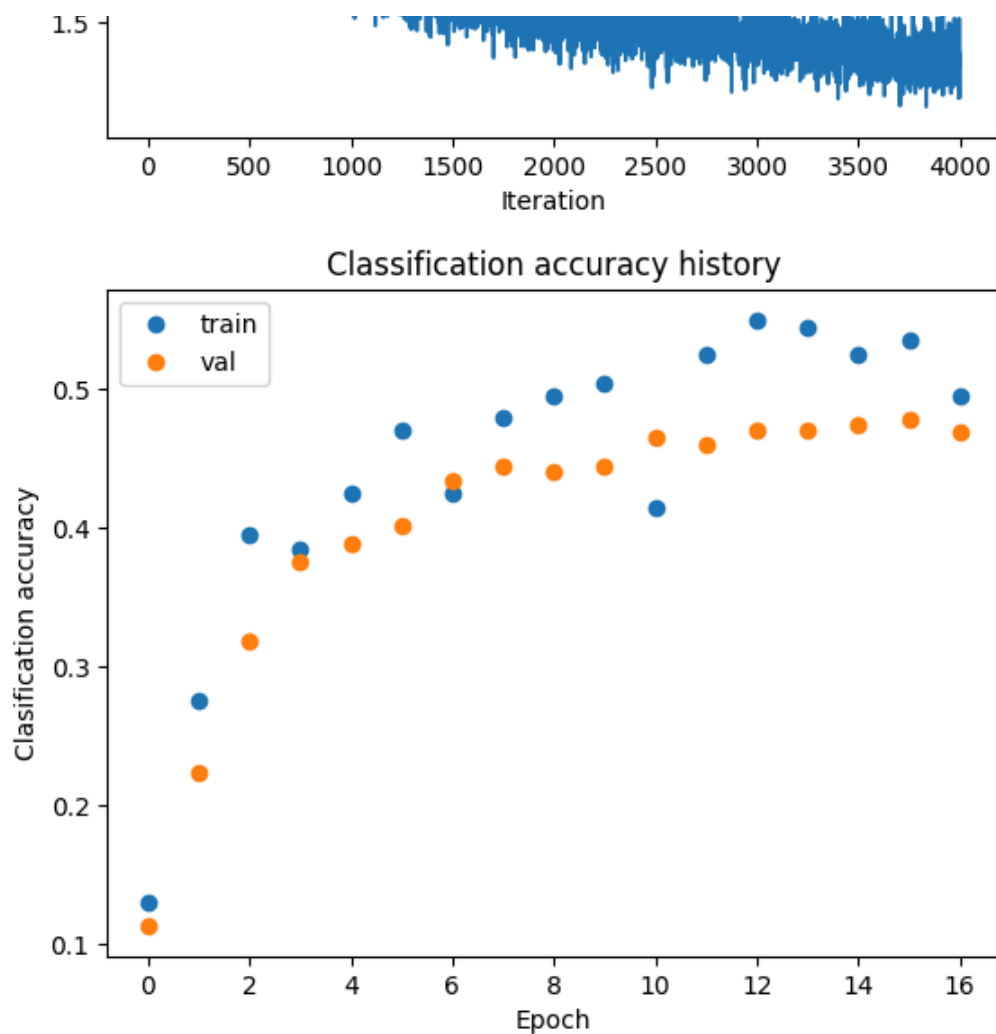 1.5
0 500 1000 1500 2000 2500 3000 3500 4000
Iteration
Classification accuracy history
train
val
0.5
0.4
0.3
0.2
0.1
Clasification accuracy
0 2 4 6 8 10 12 14 16
Epoch